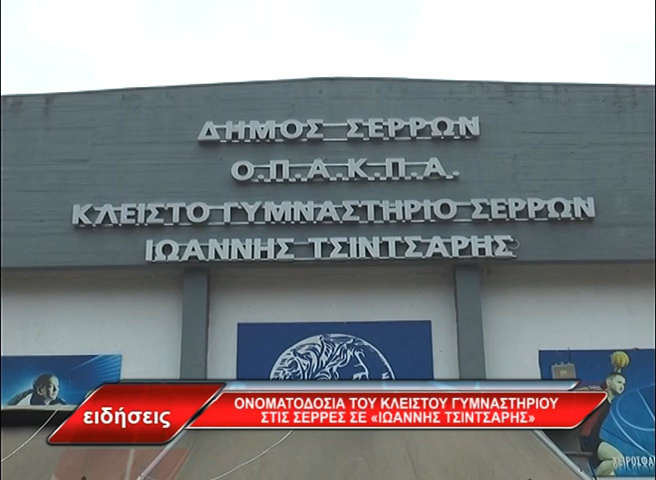 ΔΗΜΟΣ ΣΕΡΡΩΝ
Ο.Π.Α.Κ.Π.Α.
ΚΛΕΙΣΤΟ ΓΥΜΝΑΣΤΗΡΙΟ ΣΕΡΡΩΝ
ΙΩΑΝΝΗΣ ΤΣΙΝΤΣΑΡΗΣ
ειδήσεις
ΟΝΟΜΑΤΟΔΟΣΙΑ ΤΟΥ ΚΛΕΙΣΤΟΥ ΓΥΜΝΑΣΤΗΡΙΟΥ
ΣΤΙΣ ΣΕΡΡΕΣ ΣΕ «ΙΩΑΝΝΗΣ ΤΣΙΝΤΣΑΡΗΣ»